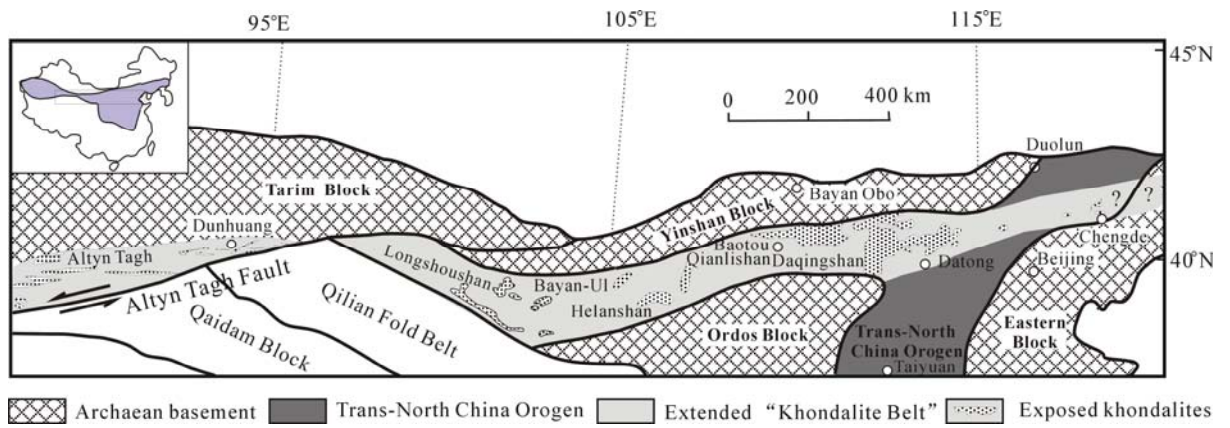 95°E
105°E
115°E
45°N
0 200 400 km
Duolun
Tarim Block
Bayan Obo
? ?
Yinshan Block
Dunhuang
Chengde
Altyn Tagh
Baotou
Longshoushan
Qianlishan Daqingshan
Beijing
Datong
40°N
Bayan-Ul
Altyn Tagh Fault
Helanshan
Qilian Fold Belt
Qaidam Block
Ordos Block
Trans-North
China Orogen
Eastern
Block
Taiyuan
Archaean basement
Trans-North China Orogen
Extended “Khondalite Belt”
Exposed khondalites